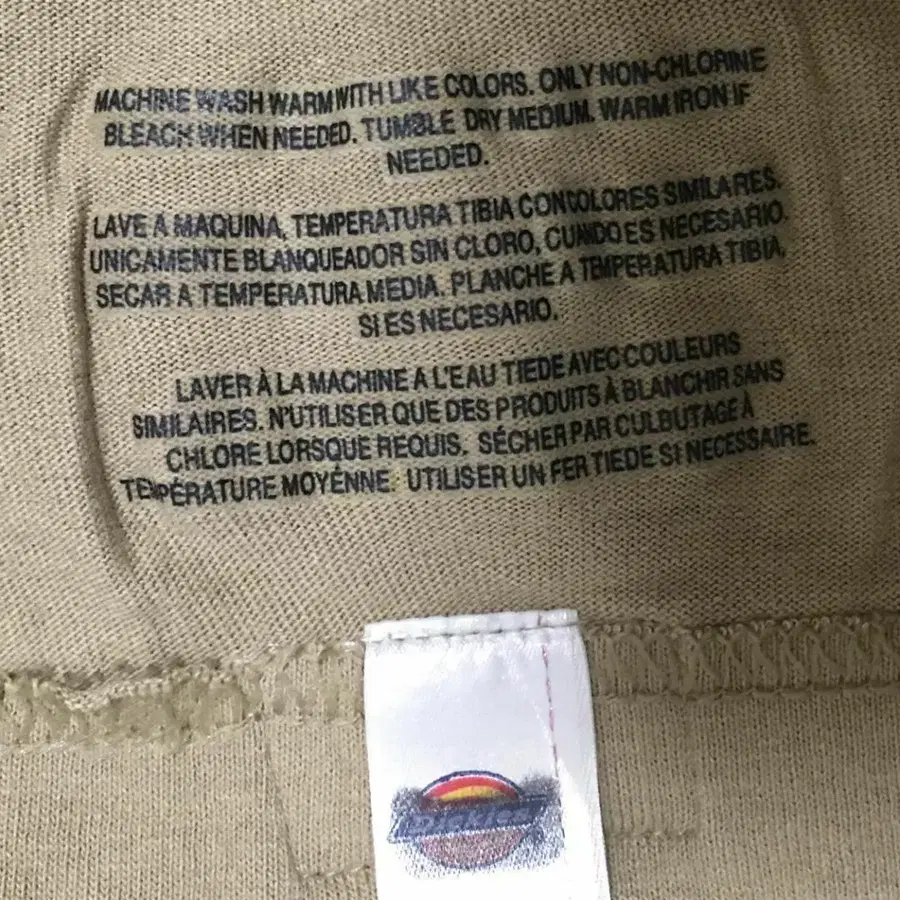 MACHINE WASH WARM WITH LIKE COLORS. ONLY NON-CHLORINE
BLEACH WHEN NEEDED. TUMBLE DRY MEDIUM. WARM IRON IF
NEEDED.
LAVE A MAQUINA, TEMPERATURA TIBIA CON COLORES SIMILARES.
UNICAMENTE BLANQUEADOR SIN CLORO, CUANDO ES NECESARIO.
SECAR A TEMPERATURA MEDIA. PLANCHE A TEMPERATURA TIBIA,
SI ES NECESARIO.
LAVER À LA MACHINE A L'EAU TIEDE AVEC COULEURS
SIMILAIRES. N'UTILISER QUE DES PRODUITS À BLANCHIR SANS
CHLORE LORSQUE REQUIS. SÉCHER PAR CULBUTAGE À
TEMPÉRATURE MOYÉNNE. UTILISER UN FER TIEDE SI NECESSAIRE.
Dickies